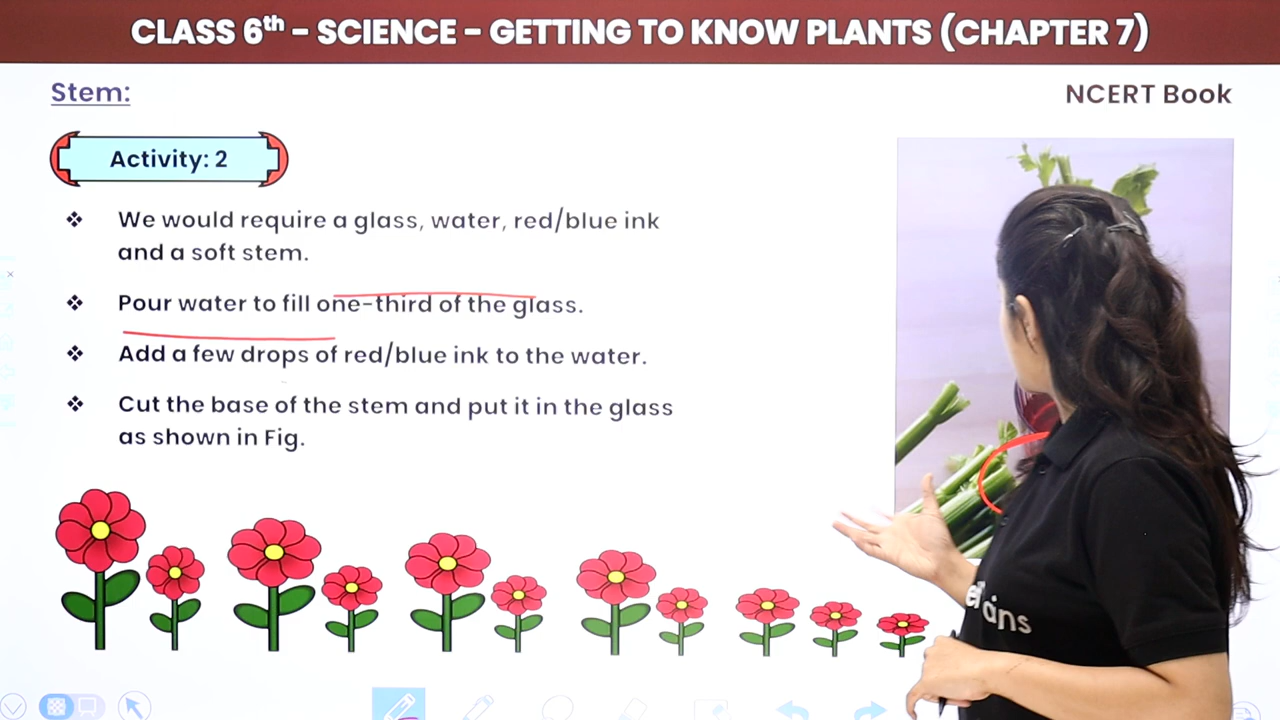 CLASS 6th – SCIENCE – GETTING TO KNOW PLANTS (CHAPTER 7)
Stem:
NCERT Book
Activity: 2
❖ We would require a glass, water, red/blue ink
and a soft stem.
❖ Pour water to fill one-third of the glass.
❖ Add a few drops of red/blue ink to the water.
❖ Cut the base of the stem and put it in the glass
as shown in Fig.